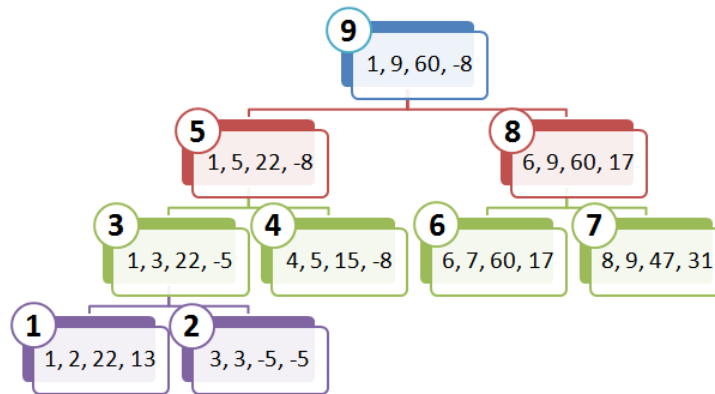 9
1, 9, 60, -8
5
1, 5, 22, -8
8
6, 9, 60, 17
3
1, 3, 22, -5
4
4, 5, 15, -8
6
6, 7, 60, 17
7
8, 9, 47, 31
1
1, 2, 22, 13
2
3, 3, -5, -5